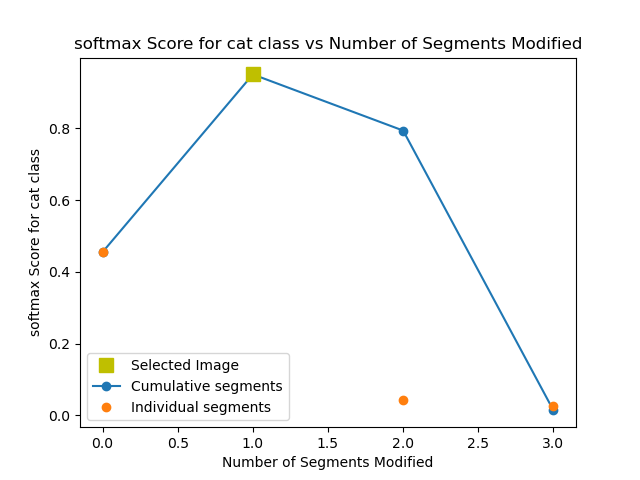 softmax Score for cat class vs Number of Segments Modified
softmax Score for cat class
0.8
0.6
0.4
0.2
0.0
Selected Image
Cumulative segments
Individual segments
0.0 0.5 1.0 1.5 2.0 2.5 3.0
Number of Segments Modified